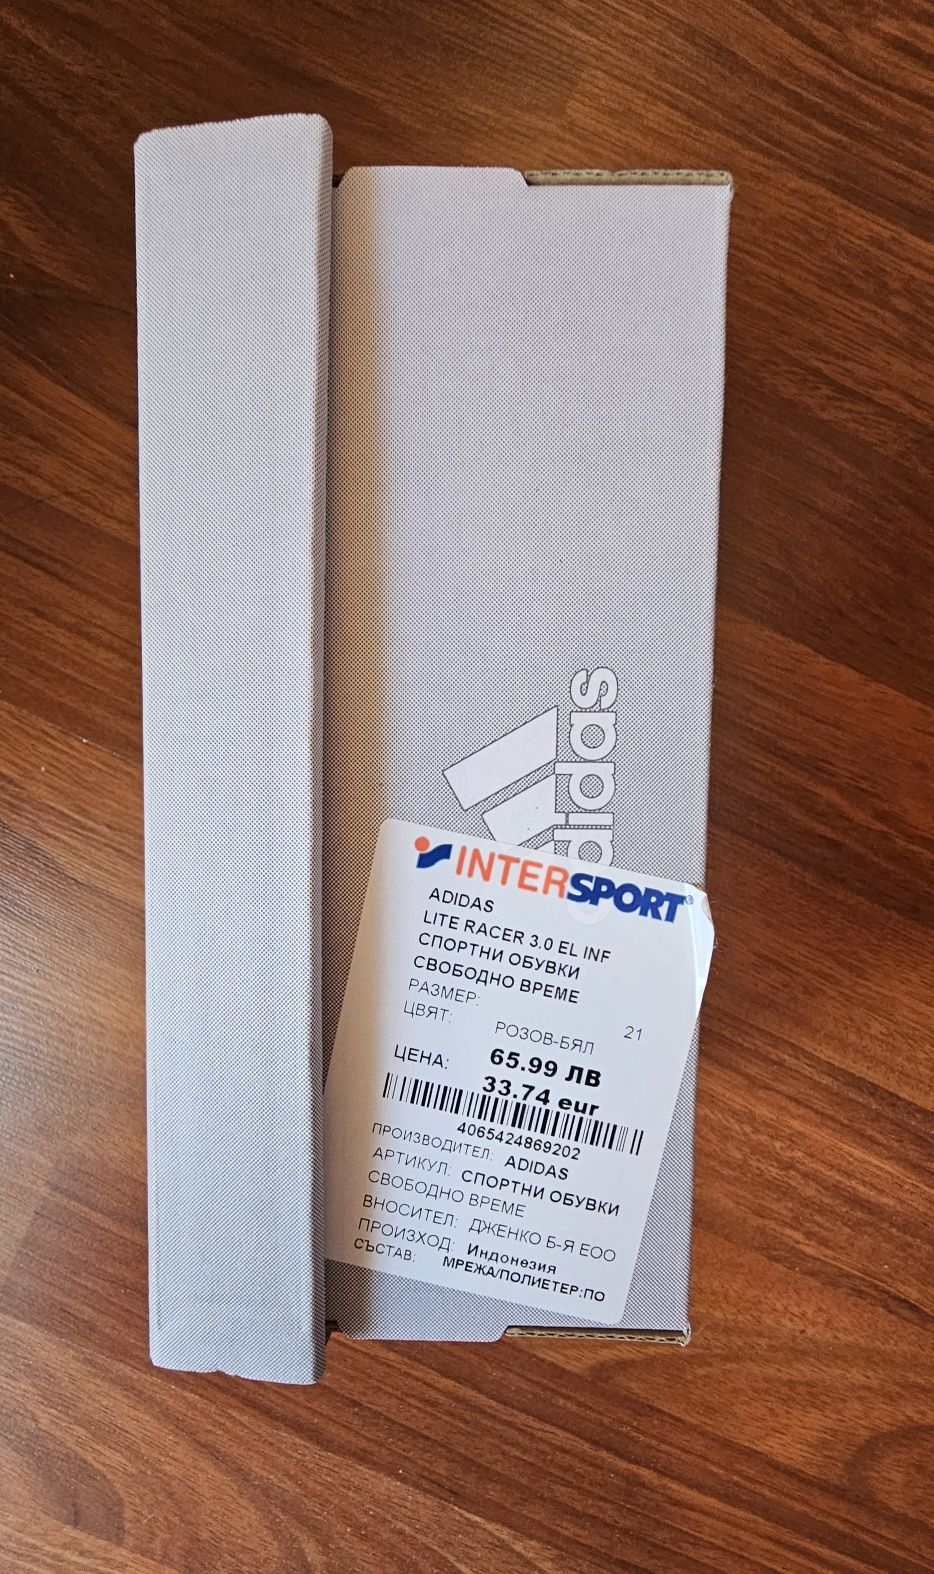 adidas
INTERSPORT®
ADIDAS
LITE RACER 3.0 EL INF
СПОРТНИ ОБУВКИ
СВОБОДНО ВРЕМЕ
РАЗМЕР: 21
ЦВЯТ: РОЗОВ-БЯЛ
ЦЕНА: 65.99 ЛВ
33.74 eur
4065424869202
ПРОИЗВОДИТЕЛ: ADIDAS
АРТИКУЛ: СПОРТНИ ОБУВКИ
СВОБОДНО ВРЕМЕ
ВНОСИТЕЛ: ДЖЕНКО Б-Я ЕОО
ПРОИЗХОД: Индонезия
СЪСТАВ: МРЕЖА/ПОЛИЕТЕР:ПО